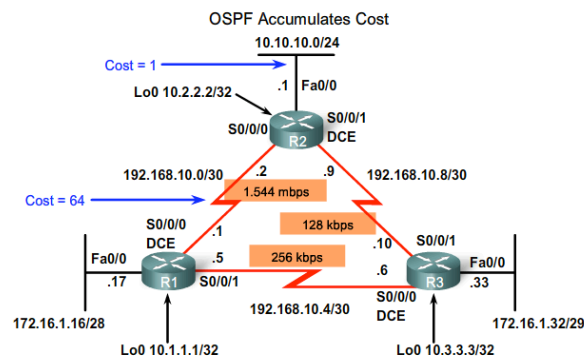 OSPF Accumulates Cost
10.10.10.0/24
Cost = 1
.1
Fa0/0
Lo0 10.2.2.2/32
S0/0/0
S0/0/1
DCE
R2
192.168.10.0/30
.2
.9
192.168.10.8/30
1.544 mbps
Cost = 64
128 kbps
S0/0/0
DCE
.1
.10
S0/0/1
Fa0/0
.5
256 kbps
.6
Fa0/0
.17
R1
S0/0/1
R3
.33
192.168.10.4/30
S0/0/0
DCE
172.16.1.16/28
172.16.1.32/29
Lo0 10.1.1.1/32
Lo0 10.3.3.3/32